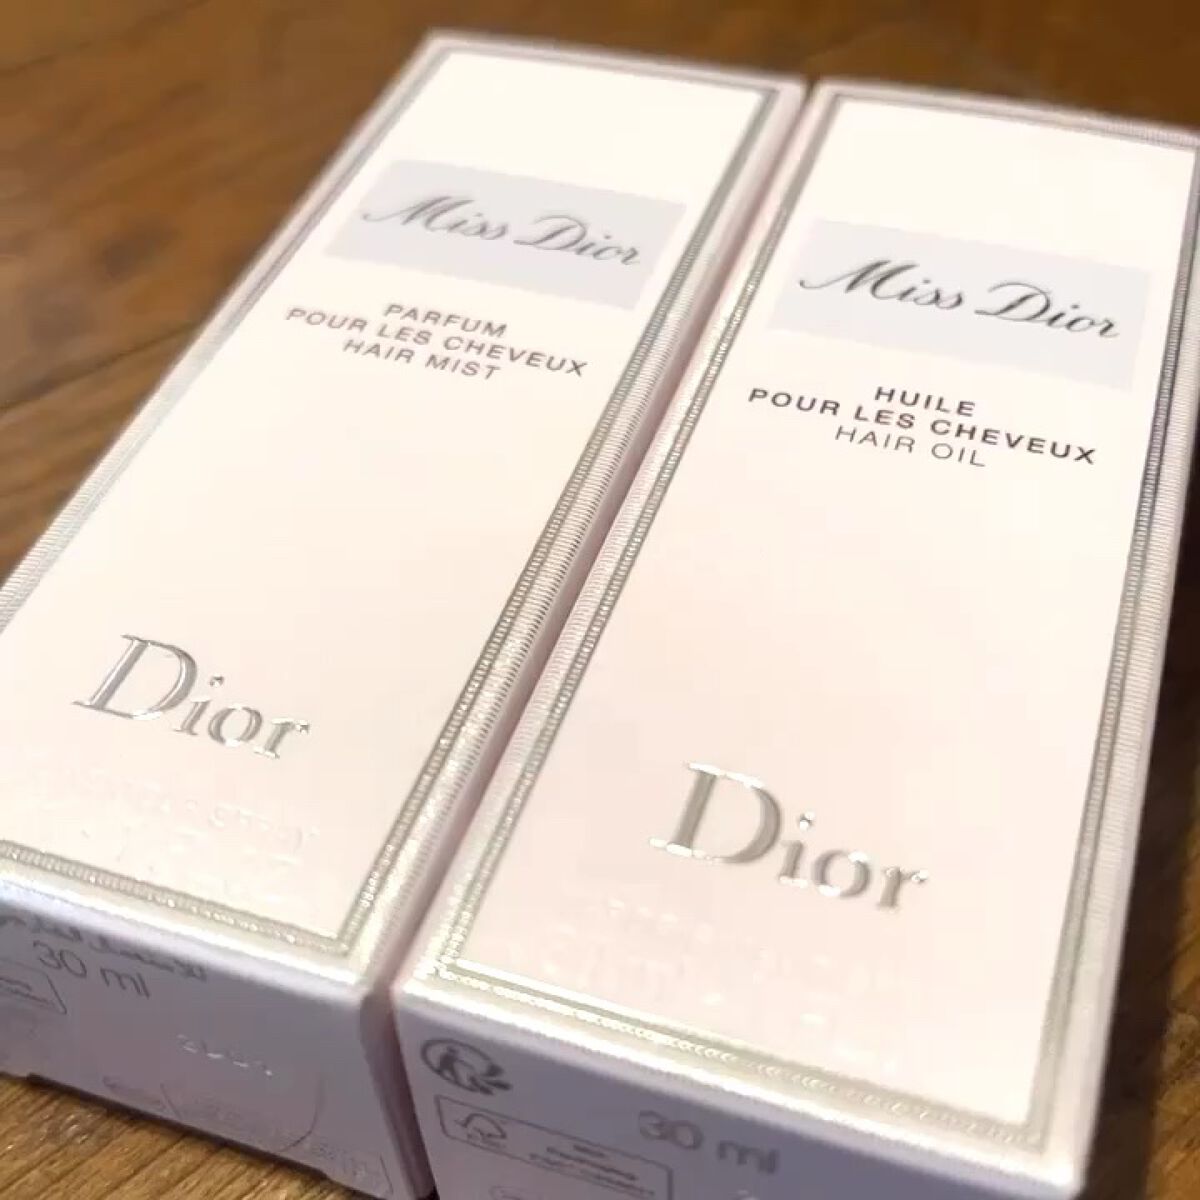 Miss Dior
PARFUM
POUR LES CHEVEUX
HAIR MIST
Dior
30 ml
Miss Dior
HUILE
POUR LES CHEVEUX
HAIR OIL
Dior
30 ml